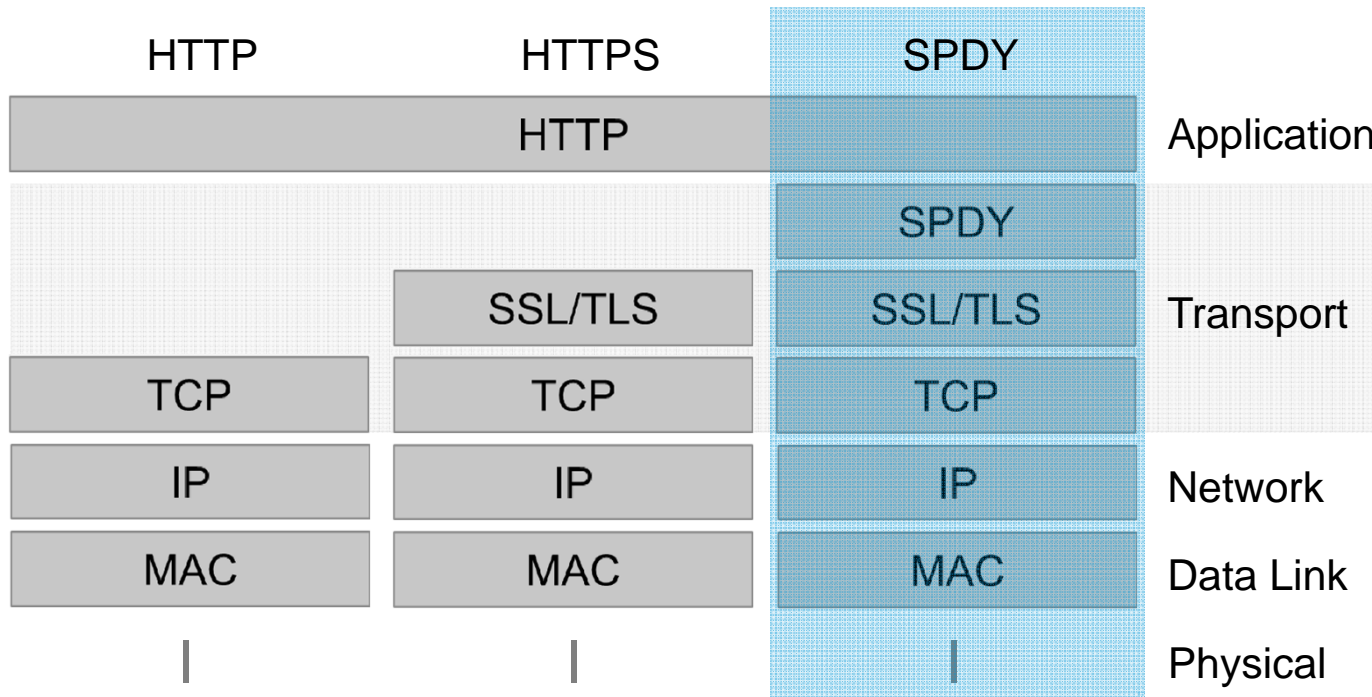 HTTP HTTPS SPDY
HTTP Application
SPDY
SSL/TLS SSL/TLS Transport
TCP TCP TCP
IP IP IP Network
MAC MAC MAC Data Link
Physical